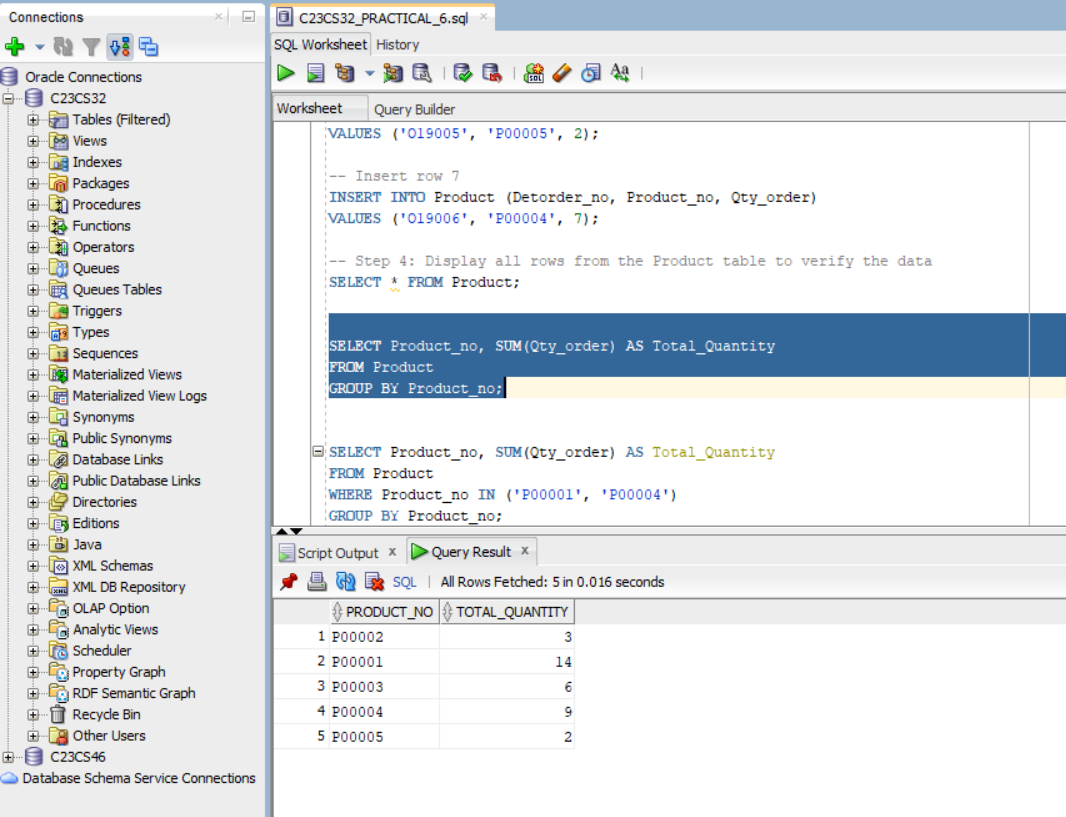 Connections
Oracle Connections
C23CS32
Tables (Filtered)
Views
Indexes
Packages
Procedures
Functions
Operators
Queues
Queues Tables
Triggers
Types
Sequences
Materialized Views
Materialized View Logs
Synonyms
Public Synonyms
Database Links
Public Database Links
Directories
Editions
Java
XML Schemas
XML DB Repository
OLAP Option
Analytic Views
Scheduler
Property Graph
RDF Semantic Graph
Recycle Bin
Other Users
C23CS46
Database Schema Service Connections
C23CS32_PRACTICAL_6.sql
SQL Worksheet History
Aa
Worksheet Query Builder
VALUES ('O19005', 'P00005', 2);
-- Insert row 7
INSERT INTO Product (Detorder_no, Product_no, Qty_order)
VALUES ('O19006', 'P00004', 7);
-- Step 4: Display all rows from the Product table to verify the data
SELECT * FROM Product;
SELECT Product_no, SUM(Qty_order) AS Total_Quantity
FROM Product
GROUP BY Product_no;
SELECT Product_no, SUM(Qty_order) AS Total_Quantity
FROM Product
WHERE Product_no IN ('P00001', 'P00004')
GROUP BY Product_no;
Script Output x Query Result x
SQL | All Rows Fetched: 5 in 0.016 seconds
PRODUCT_NO TOTAL_QUANTITY
1 P00002 3
2 P00001 14
3 P00003 6
4 P00004 9
5 P00005 2